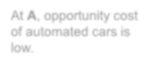 At A, opportunity cost
of automated cars is
low.